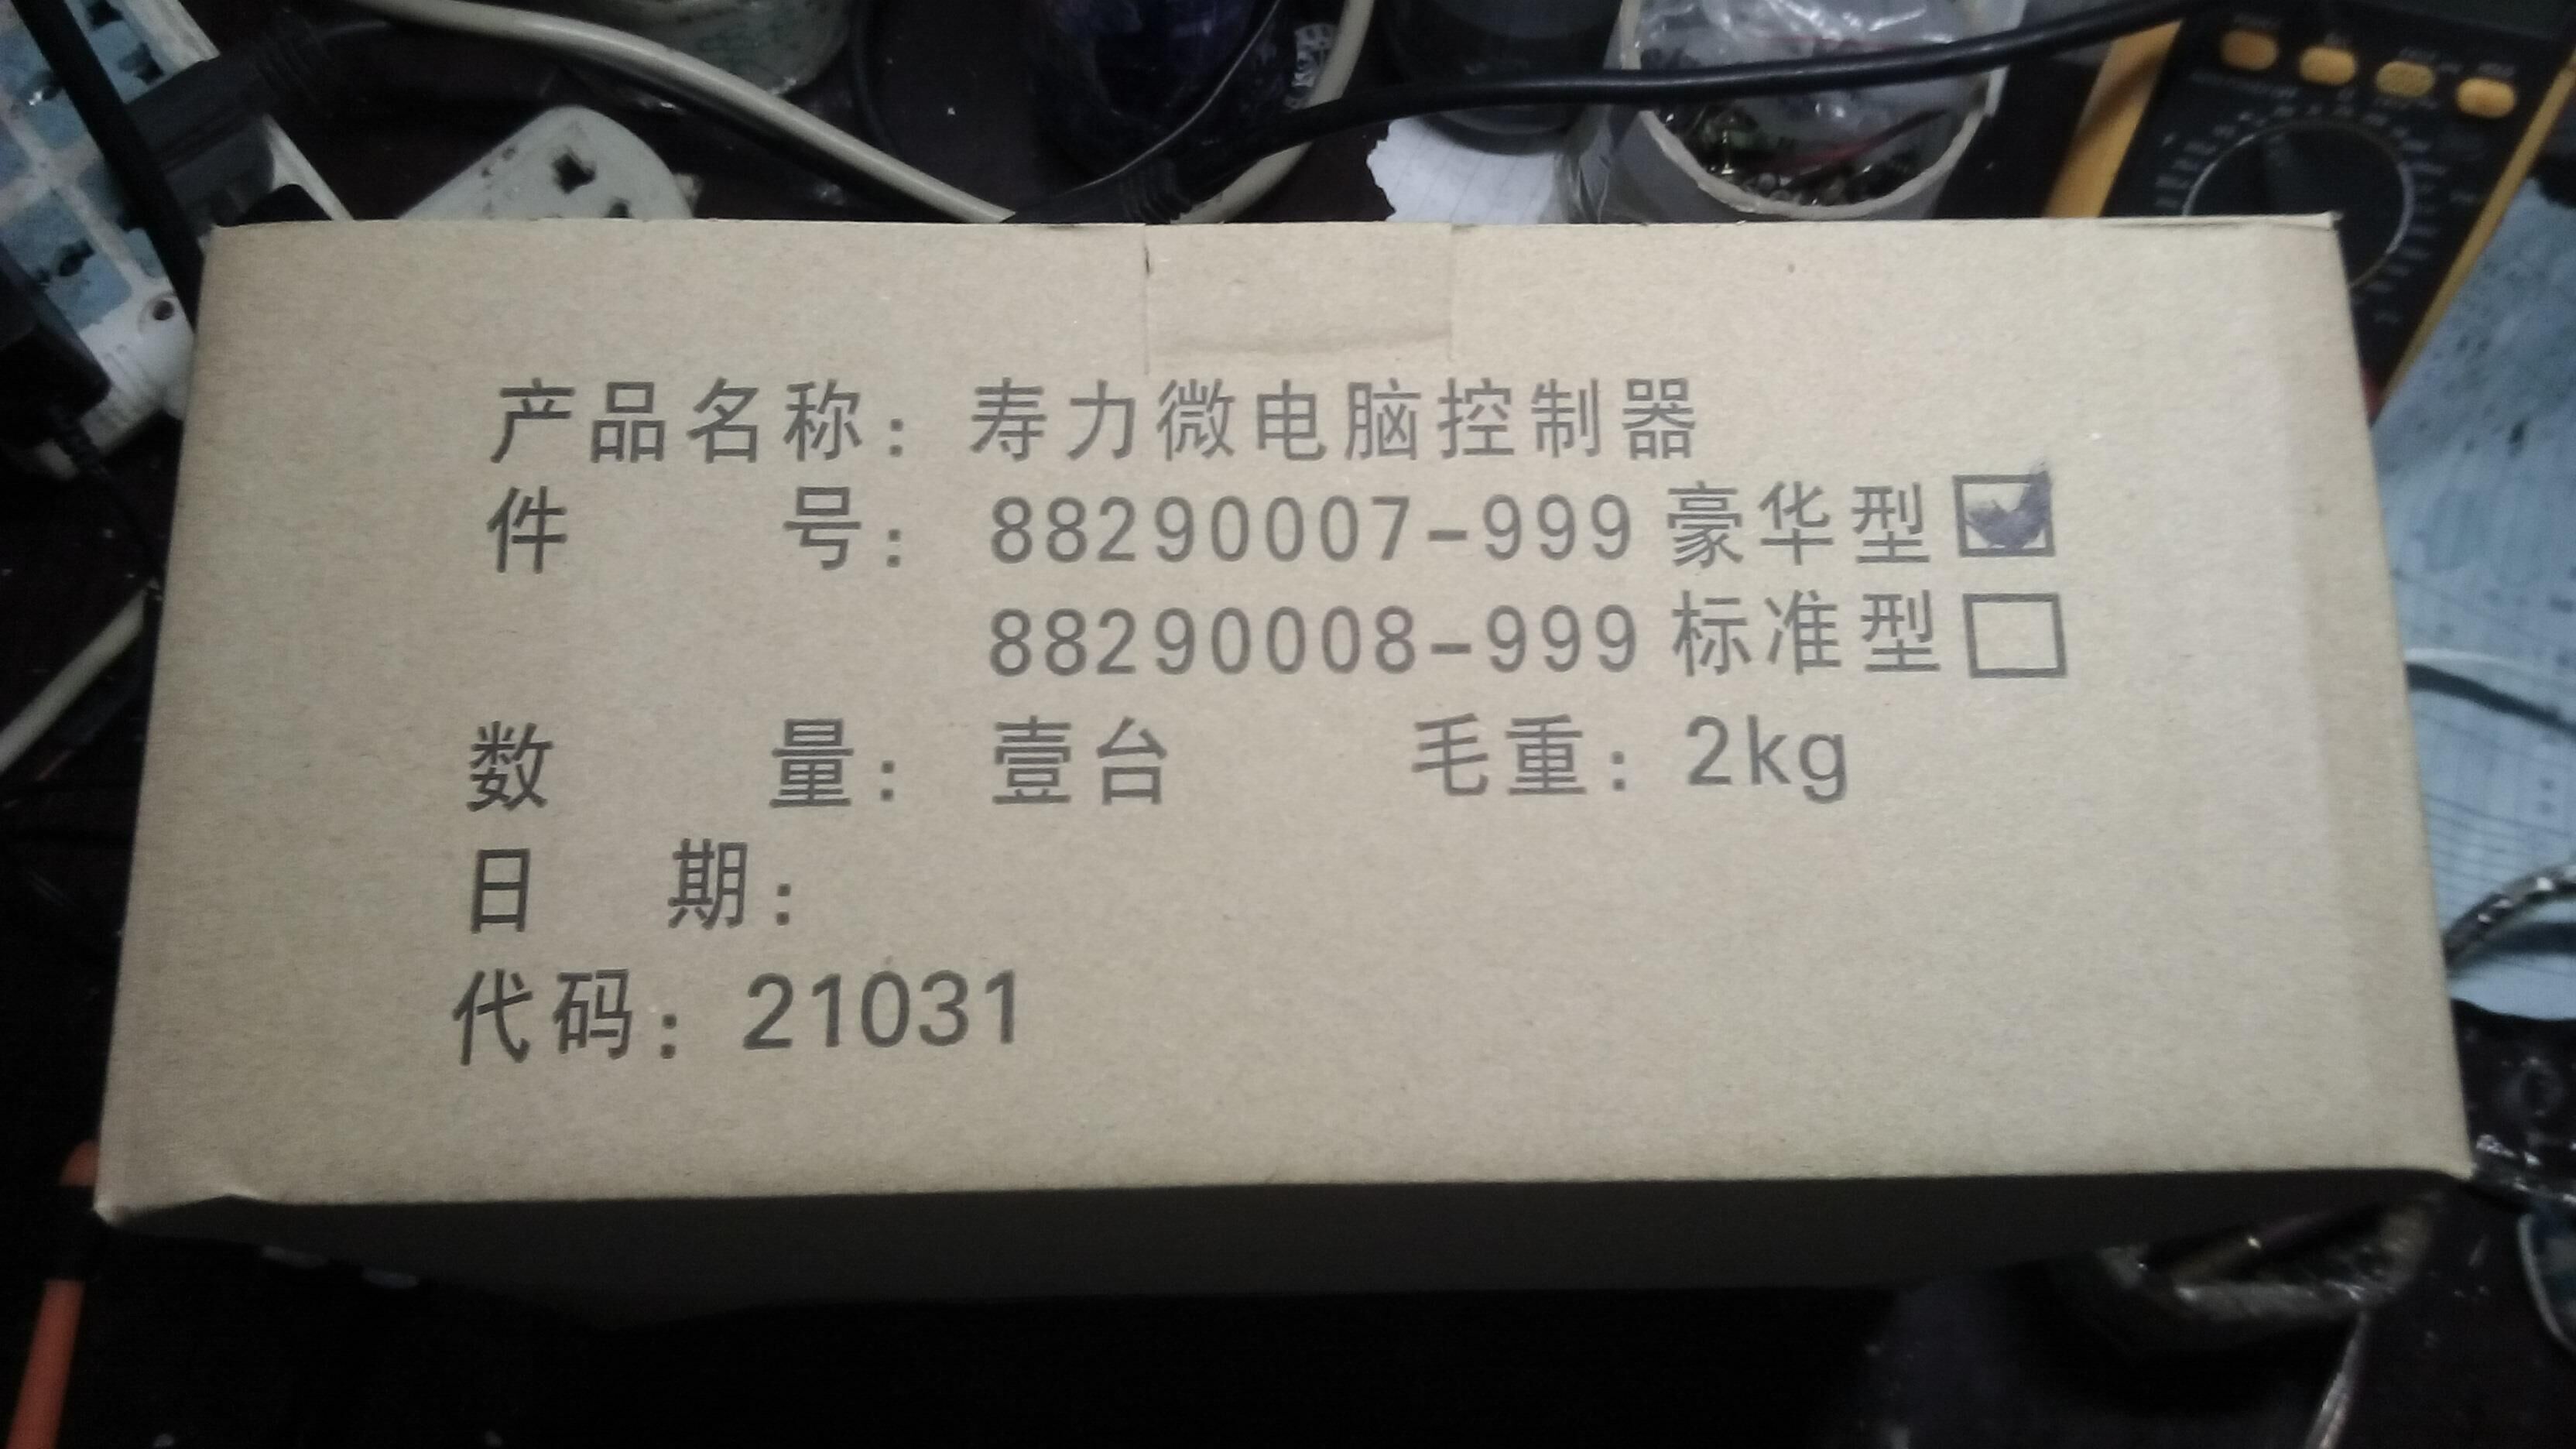 产品名称：寿力微电脑控制器
件 号：88290007-999 豪华型 ☑
88290008-999 标准型 □
数 量：壹台 毛重：2kg
日 期：
代码：21031